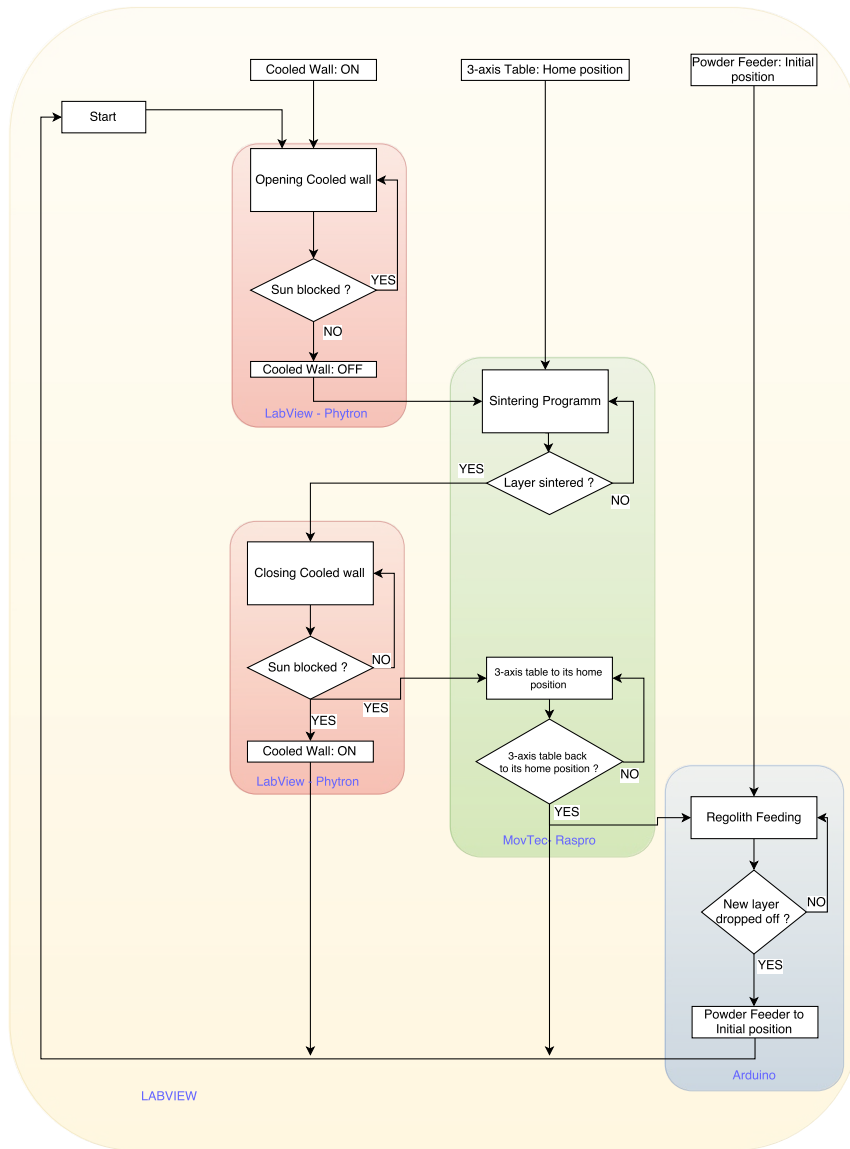 Cooled Wall: ON
3-axis Table: Home position
Powder Feeder: Initial
position
Start
Opening Cooled wall
Sun blocked ?
YES
NO
Cooled Wall: OFF
LabView - Phytron
Sintering Programm
Layer sintered ?
YES
NO
Closing Cooled wall
Sun blocked ?
NO
YES
YES
Cooled Wall: ON
LabView - Phytron
3-axis table to its home
position
3-axis table back
to its home position ?
NO
YES
MovTec- Raspro
Regolith Feeding
New layer
dropped off ?
NO
YES
Powder Feeder to
Initial position
Arduino
LABVIEW